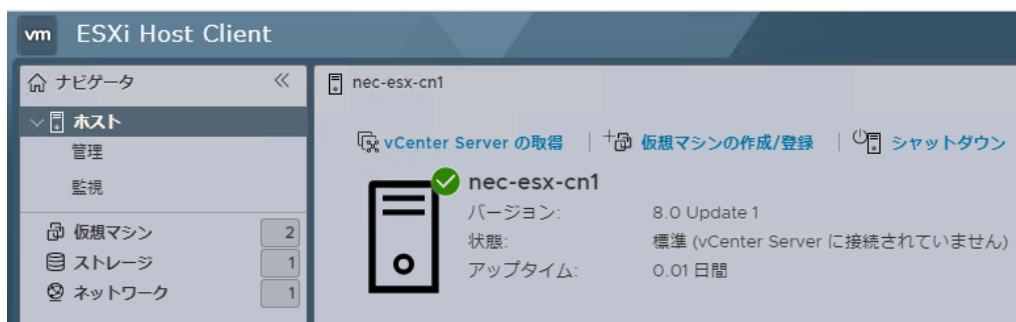 vm ESXi Host Client
ナビゲータ
ホスト
管理
監視
仮想マシン 2
ストレージ 1
ネットワーク 1
nec-esx-cn1
vCenter Server の取得 仮想マシンの作成/登録 シャットダウン
nec-esx-cn1
バージョン: 8.0 Update 1
状態: 標準 (vCenter Server に接続されていません)
アップタイム: 0.01 日間